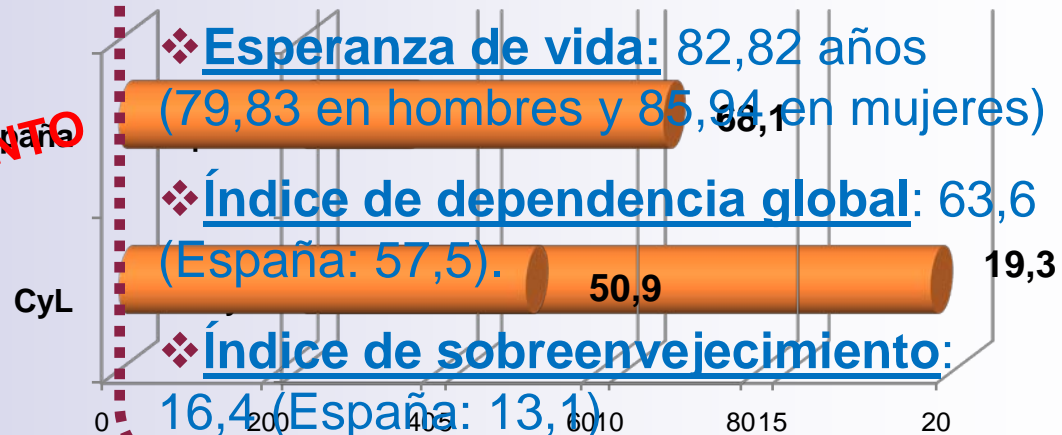 ❖Esperanza de vida: 82,82 años
(79,83 en hombres y 85,94 en mujeres)
68,1
❖Índice de dependencia global: 63,6
(España: 57,5).
19,3
CyL
50,9
❖Índice de sobreenvejecimiento:
16,4 (España: 13,1)
0 20 0 40 5 60 10 80 15 20